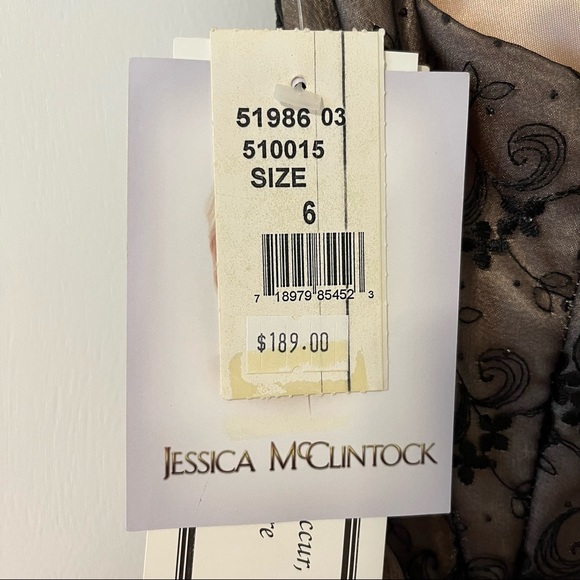 51986 03
510015
SIZE
6
7 18979 85452 3
$189.00
JESSICA McCLINTOCK